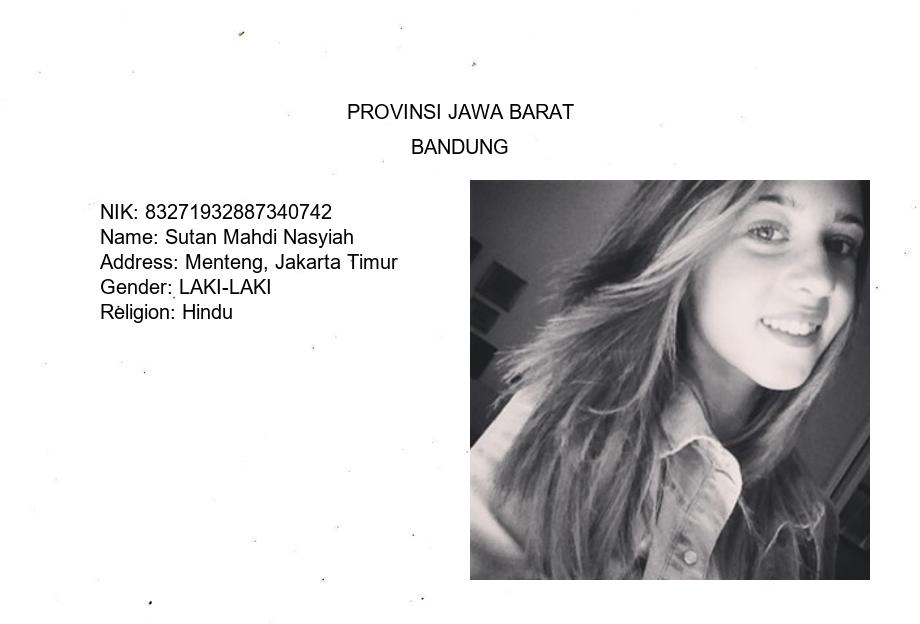 PROVINSI JAWA BARAT
BANDUNG
NIK: 83271932887340742
Name: Sutan Mahdi Nasyiah
Address: Menteng, Jakarta Timur
Gender: LAKI-LAKI
Religion: Hindu